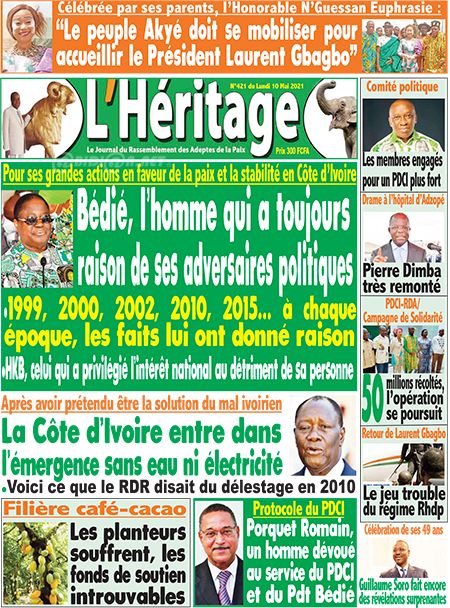 Célébrée par ses parents, l'Honorable N'Guessan Euphrasie :
“Le peuple Akyé doit se mobiliser pour
accueillir le Président Laurent Gbagbo”
L'Héritage
N°421 du Lundi 10 Mai 2021
Le Journal du Rassemblement des Adeptes de la Paix
Prix 300 FCFA
Pour ses grandes actions en faveur de la paix et la stabilité en Côte d'Ivoire
Bédié, l'homme qui a toujours
raison de ses adversaires politiques
•1999, 2000, 2002, 2010, 2015... à chaque
époque, les faits lui ont donné raison
•HKB, celui qui a privilégié l'intérêt national au détriment de sa personne
Après avoir prétendu être la solution du mal ivoirien
La Côte d'Ivoire entre dans
l'émergence sans eau ni électricité
•Voici ce que le RDR disait du délestage en 2010
Filière café-cacao
Les planteurs
souffrent, les
fonds de soutien
introuvables
Protocole du PDCI
Porquet Romain,
un homme dévoué
au service du PDCI
et du Pdt Bédié
Comité politique
Les membres engagés
pour un PDCI plus fort
Drame à l'hôpital d'Adzopé
Pierre Dimba
très remonté
PDCI-RDA/
Campagne de Solidarité
50 millions récoltés,
l'opération
se poursuit
Retour de Laurent Gbagbo
Le jeu trouble
du régime Rhdp
Célébration de ses 49 ans
Guillaume Soro fait encore
des révélations surprenantes